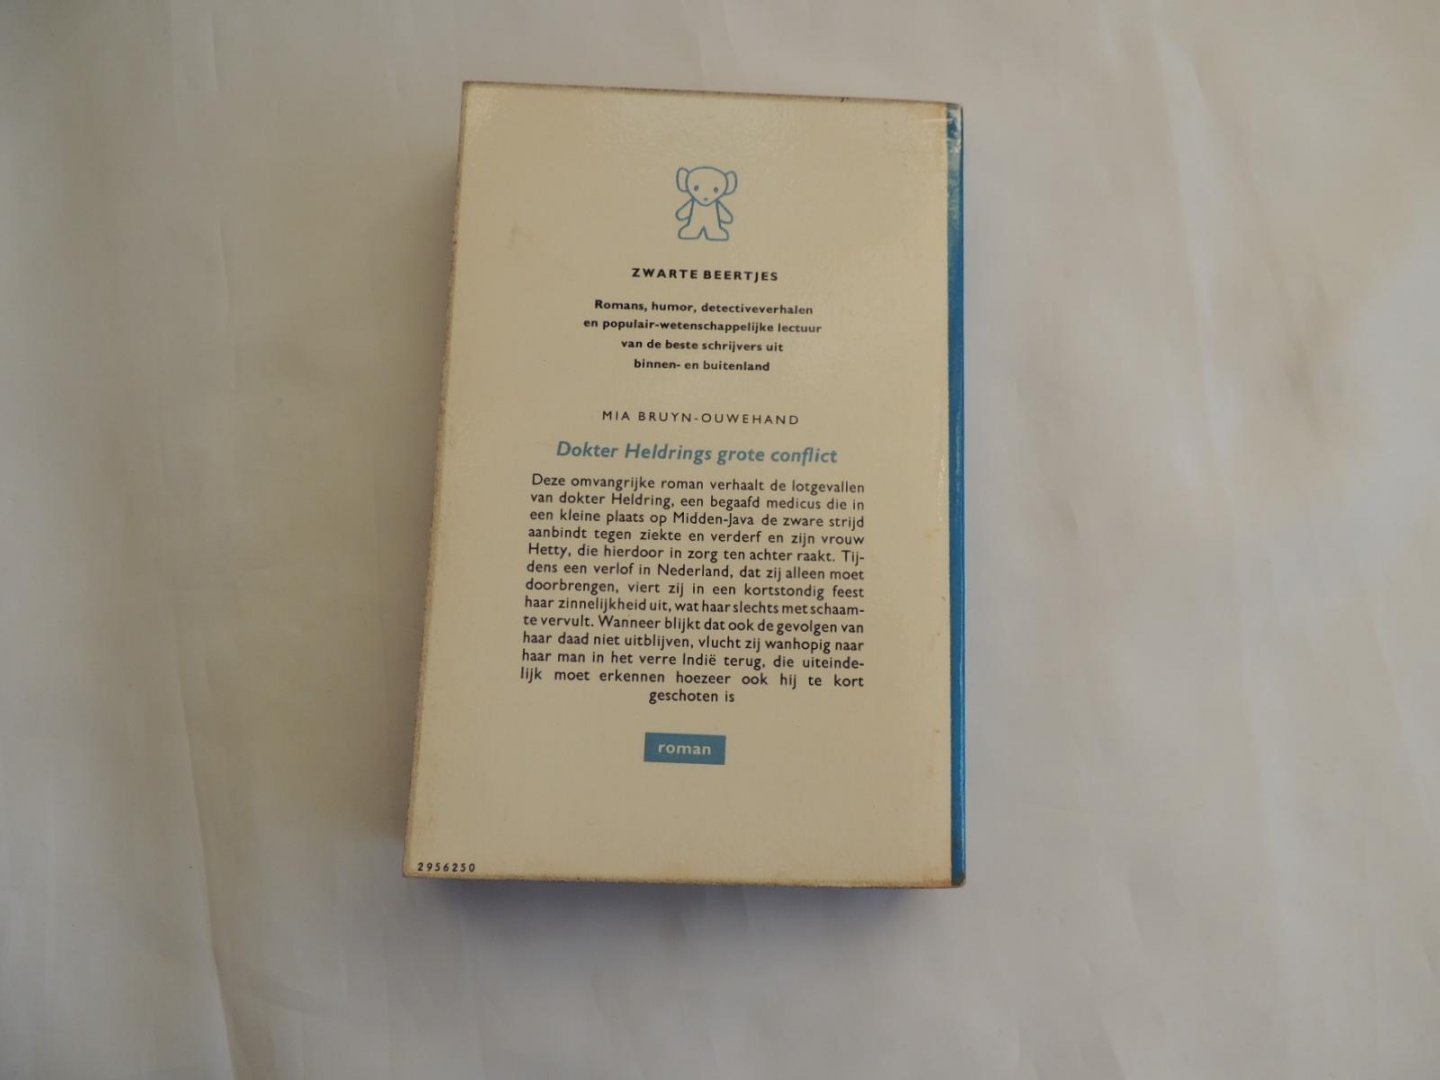 ZWARTE BEERTJES
Romans, humor, detectiveverhalen
en populair-wetenschappelijke lectuur
van de beste schrijvers uit
binnen- en buitenland
MIA BRUYN-OUWEHAND
Dokter Heldrings grote conflict
Deze omvangrijke roman verhaalt de lotgevallen
van dokter Heldring, een begaafd medicus die in
een kleine plaats op Midden-Java de zware strijd
aanbindt tegen ziekte en verderf en zijn vrouw
Hetty, die hierdoor in zorg ten achter raakt. Tij-
dens een verlof in Nederland, dat zij alleen moet
doorbrengen, viert zij in een kortstondig feest
haar zinnelijkheid uit, wat haar slechts met schaam-
te vervult. Wanneer blijkt dat ook de gevolgen van
haar daad niet uitblijven, vlucht zij wanhopig naar
haar man in het verre Indië terug, die uiteinde-
lijk moet erkennen hoezeer ook hij te kort
geschoten is
roman
2956250